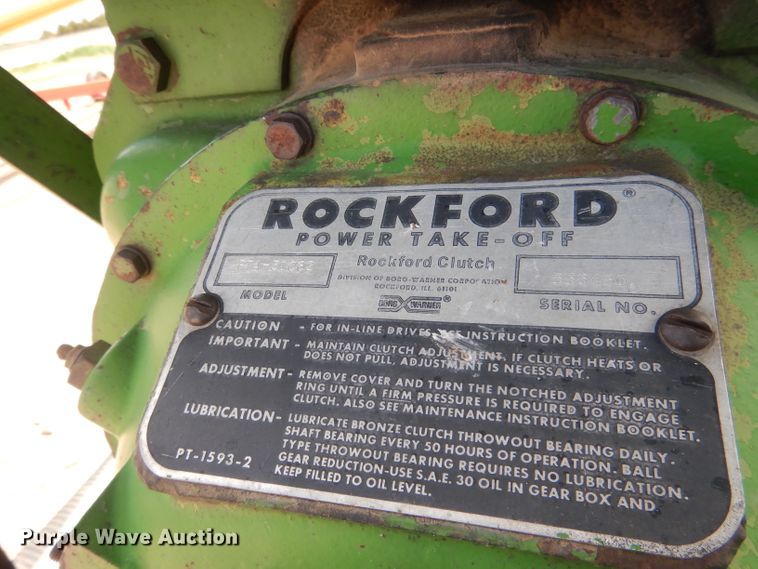 ROCKFORD®
POWER TAKE-OFF
Rockford Clutch
DIVISION OF BORG-WARNER CORPORATION
ROCKFORD, ILL. 61101
MODEL
BORG WARNER ®
SERIAL NO.
CAUTION - FOR IN-LINE DRIVES, SEE INSTRUCTION BOOKLET.
IMPORTANT - MAINTAIN CLUTCH ADJUSTMENT. IF CLUTCH HEATS OR
DOES NOT PULL, ADJUSTMENT IS NECESSARY.
ADJUSTMENT - REMOVE COVER AND TURN THE NOTCHED ADJUSTMENT
RING UNTIL A FIRM PRESSURE IS REQUIRED TO ENGAGE
CLUTCH. ALSO SEE MAINTENANCE INSTRUCTION BOOKLET.
LUBRICATION- LUBRICATE BRONZE CLUTCH THROWOUT BEARING DAILY.
SHAFT BEARING EVERY 50 HOURS OF OPERATION. BALL
TYPE THROWOUT BEARING REQUIRES NO LUBRICATION.
GEAR REDUCTION-USE S.A.E. 30 OIL IN GEAR BOX AND
KEEP FILLED TO OIL LEVEL.
PT-1593-2
Purple Wave Auction